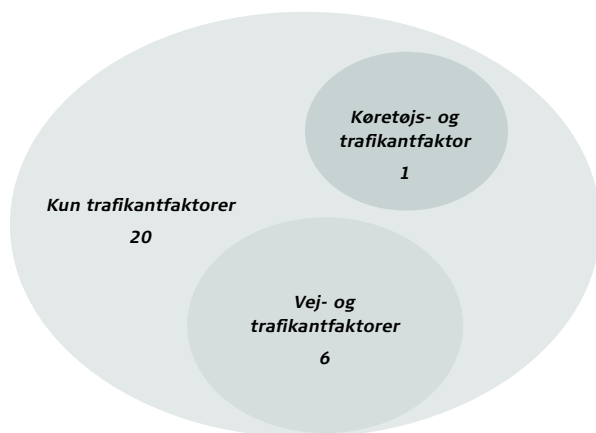 Køretøjs- og
trafikantfaktor
1
Kun trafikantfaktorer
20
Vej- og
trafikantfaktorer
6